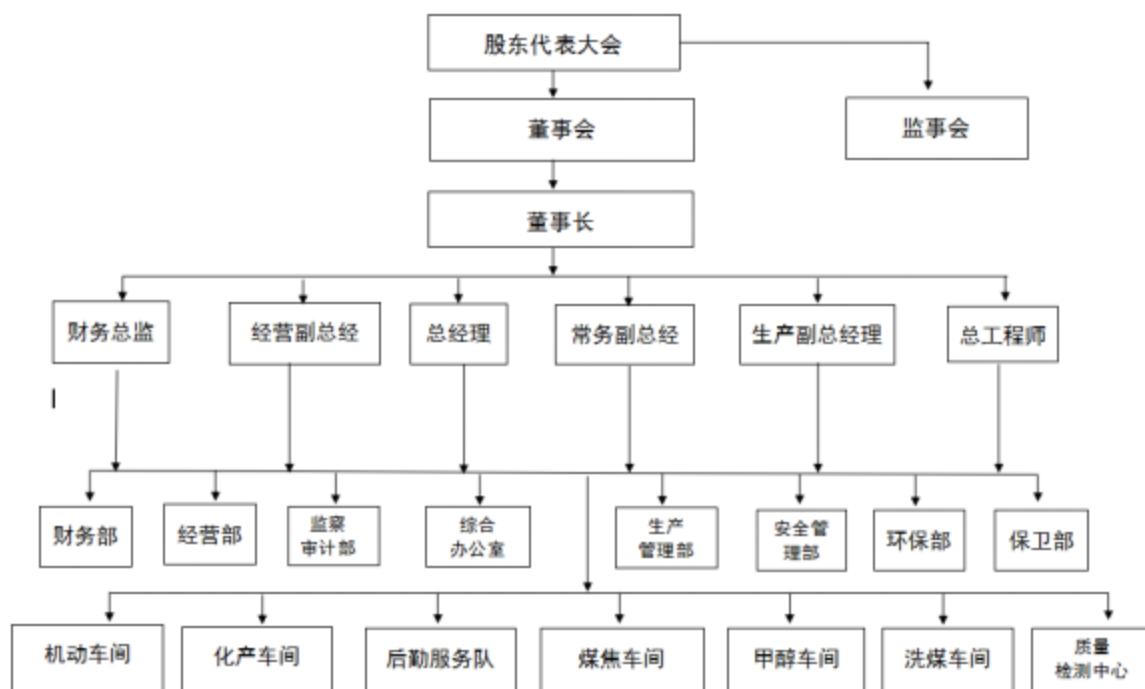 股东代表大会
董事会
监事会
董事长
财务总监
经营副总经
总经理
常务副总经
生产副总经理
总工程师
财务部
经营部
监察
审计部
综合
办公室
生产
管理部
安全管
理部
环保部
保卫部
机动车间
化产车间
后勤服务队
煤焦车间
甲醇车间
洗煤车间
质量
检测中心